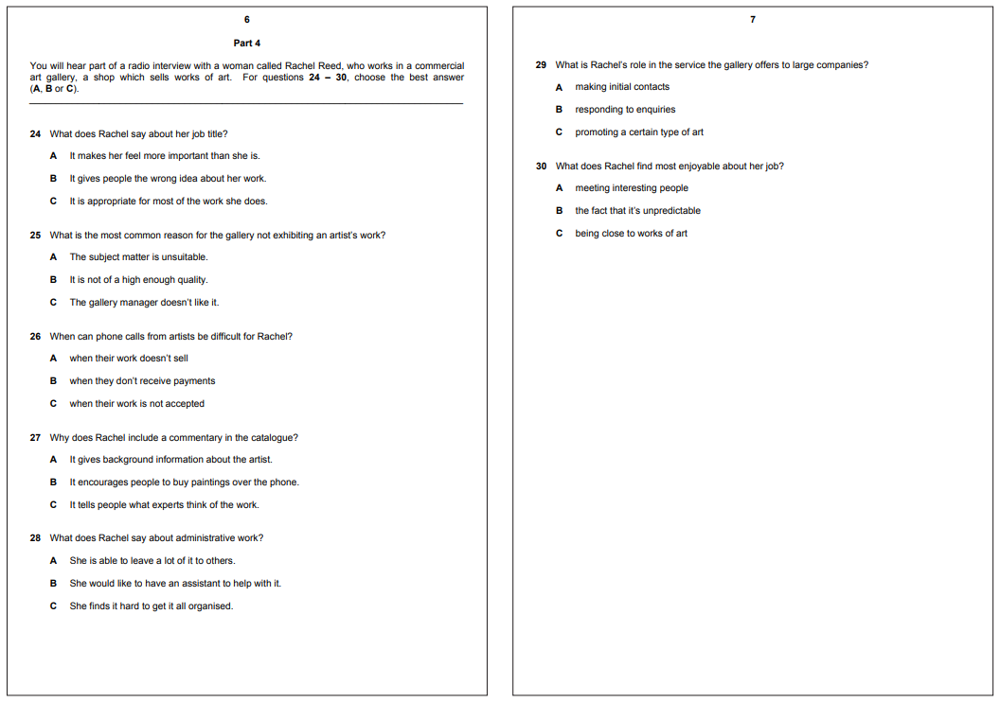 6
Part 4
You will hear part of a radio interview with a woman called Rachel Reed, who works in a commercial
art gallery, a shop which sells works of art. For questions 24 – 30, choose the best answer
(A, B or C).
24 What does Rachel say about her job title?
A It makes her feel more important than she is.
B It gives people the wrong idea about her work.
C It is appropriate for most of the work she does.
25 What is the most common reason for the gallery not exhibiting an artist's work?
A The subject matter is unsuitable.
B It is not of a high enough quality.
C The gallery manager doesn't like it.
26 When can phone calls from artists be difficult for Rachel?
A when their work doesn't sell
B when they don't receive payments
C when their work is not accepted
27 Why does Rachel include a commentary in the catalogue?
A It gives background information about the artist.
B It encourages people to buy paintings over the phone.
C It tells people what experts think of the work.
28 What does Rachel say about administrative work?
A She is able to leave a lot of it to others.
B She would like to have an assistant to help with it.
C She finds it hard to get it all organised.
7
29 What is Rachel's role in the service the gallery offers to large companies?
A making initial contacts
B responding to enquiries
C promoting a certain type of art
30 What does Rachel find most enjoyable about her job?
A meeting interesting people
B the fact that it's unpredictable
C being close to works of art